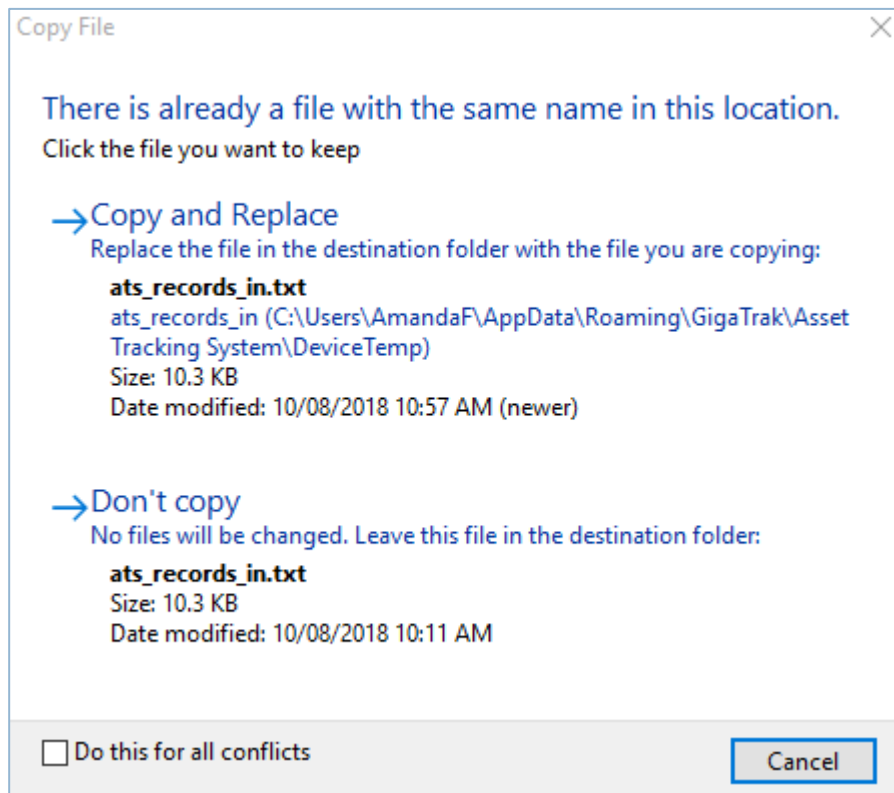 Copy File
There is already a file with the same name in this location.
Click the file you want to keep
Copy and Replace
Replace the file in the destination folder with the file you are copying:
ats_records_in.txt
ats_records_in (C:\Users\AmandaF\AppData\Roaming\GigaTrak\Asset
Tracking System\DeviceTemp)
Size: 10.3 KB
Date modified: 10/08/2018 10:57 AM (newer)
Don't copy
No files will be changed. Leave this file in the destination folder:
ats_records_in.txt
Size: 10.3 KB
Date modified: 10/08/2018 10:11 AM
Do this for all conflicts
Cancel